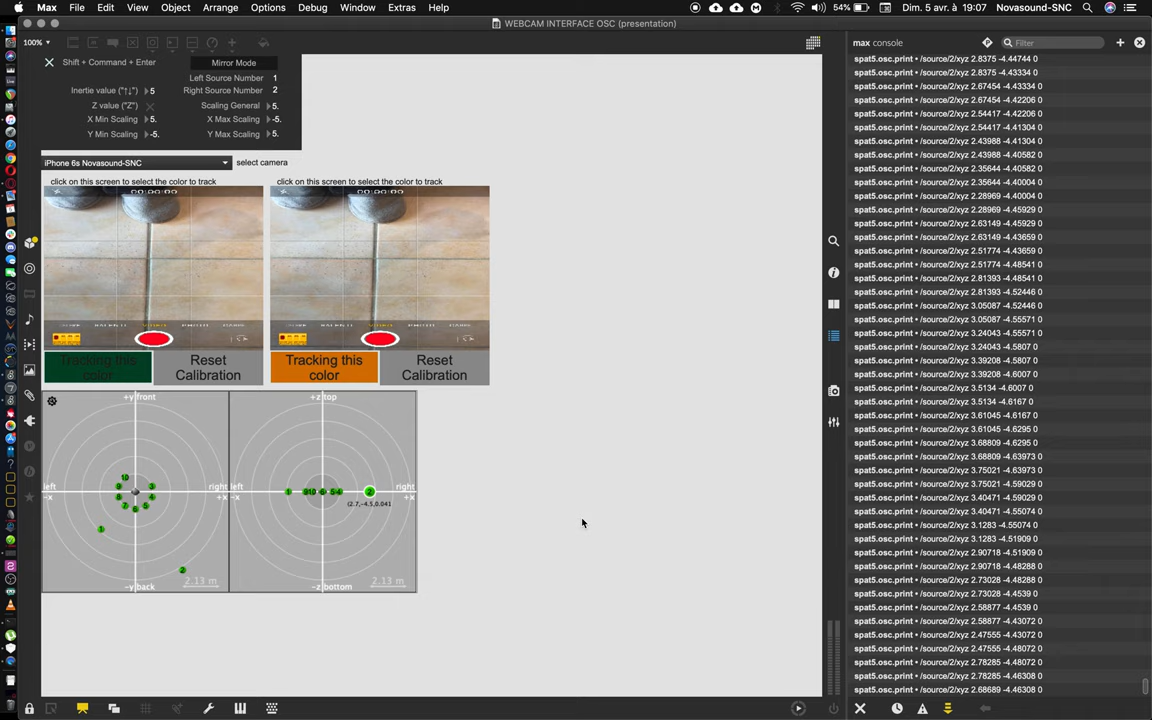 Max File Edit View Object Arrange Options Debug Window Extras Help 54% Dim. 5 avr. à 19:07 Novasound-SNC
WEBCAM INTERFACE OSC (presentation)
100%
Shift + Command + Enter
Mirror Mode
Left Source Number 1
Inertie value ("↑↓") 5 Right Source Number 2
Z value ("Z") Scaling General 5.
X Min Scaling 5. X Max Scaling -5.
Y Min Scaling -5. Y Max Scaling 5.
iPhone 6s Novasound-SNC select camera
click on this screen to select the color to track click on this screen to select the color to track
Tracking this color
Reset Calibration
Tracking this color
Reset Calibration
+y front
left
-x
right
+x
-y back
2.13 m
10
9
3
8
4
7
5
6
1
2
+z top
left
-x
right
+x
-z bottom
2.13 m
(2.7,-4.5,0.041
max console
Filter
spat5.osc.print • /source/2/xyz 2.8375 -4.44744 0
spat5.osc.print • /source/2/xyz 2.8375 -4.43334 0
spat5.osc.print • /source/2/xyz 2.67454 -4.43334 0
spat5.osc.print • /source/2/xyz 2.67454 -4.42206 0
spat5.osc.print • /source/2/xyz 2.54417 -4.42206 0
spat5.osc.print • /source/2/xyz 2.54417 -4.41304 0
spat5.osc.print • /source/2/xyz 2.43988 -4.41304 0
spat5.osc.print • /source/2/xyz 2.43988 -4.40582 0
spat5.osc.print • /source/2/xyz 2.35644 -4.40582 0
spat5.osc.print • /source/2/xyz 2.35644 -4.40004 0
spat5.osc.print • /source/2/xyz 2.28969 -4.40004 0
spat5.osc.print • /source/2/xyz 2.28969 -4.45929 0
spat5.osc.print • /source/2/xyz 2.63149 -4.45929 0
spat5.osc.print • /source/2/xyz 2.63149 -4.43659 0
spat5.osc.print • /source/2/xyz 2.51774 -4.43659 0
spat5.osc.print • /source/2/xyz 2.51774 -4.48541 0
spat5.osc.print • /source/2/xyz 2.81393 -4.48541 0
spat5.osc.print • /source/2/xyz 2.81393 -4.52446 0
spat5.osc.print • /source/2/xyz 3.05087 -4.52446 0
spat5.osc.print • /source/2/xyz 3.05087 -4.55571 0
spat5.osc.print • /source/2/xyz 3.24043 -4.55571 0
spat5.osc.print • /source/2/xyz 3.24043 -4.5807 0
spat5.osc.print • /source/2/xyz 3.39208 -4.5807 0
spat5.osc.print • /source/2/xyz 3.39208 -4.6007 0
spat5.osc.print • /source/2/xyz 3.5134 -4.6007 0
spat5.osc.print • /source/2/xyz 3.5134 -4.6167 0
spat5.osc.print • /source/2/xyz 3.61045 -4.6167 0
spat5.osc.print • /source/2/xyz 3.61045 -4.6295 0
spat5.osc.print • /source/2/xyz 3.68809 -4.6295 0
spat5.osc.print • /source/2/xyz 3.68809 -4.59029 0
spat5.osc.print • /source/2/xyz 3.75021 -4.59029 0
spat5.osc.print • /source/2/xyz 3.75021 -4.59029 0
spat5.osc.print • /source/2/xyz 3.40471 -4.59029 0
spat5.osc.print • /source/2/xyz 3.40471 -4.55074 0
spat5.osc.print • /source/2/xyz 3.1283 -4.55074 0
spat5.osc.print • /source/2/xyz 3.1283 -4.51909 0
spat5.osc.print • /source/2/xyz 2.90718 -4.51909 0
spat5.osc.print • /source/2/xyz 2.90718 -4.48288 0
spat5.osc.print • /source/2/xyz 2.73028 -4.48288 0
spat5.osc.print • /source/2/xyz 2.73028 -4.4539 0
spat5.osc.print • /source/2/xyz 2.58877 -4.4539 0
spat5.osc.print • /source/2/xyz 2.58877 -4.43072 0
spat5.osc.print • /source/2/xyz 2.47555 -4.43072 0
spat5.osc.print • /source/2/xyz 2.47555 -4.48072 0
spat5.osc.print • /source/2/xyz 2.78285 -4.48072 0
spat5.osc.print • /source/2/xyz 2.78285 -4.46308 0
spat5.osc.print • /source/2/xyz 2.68689 -4.46308 0